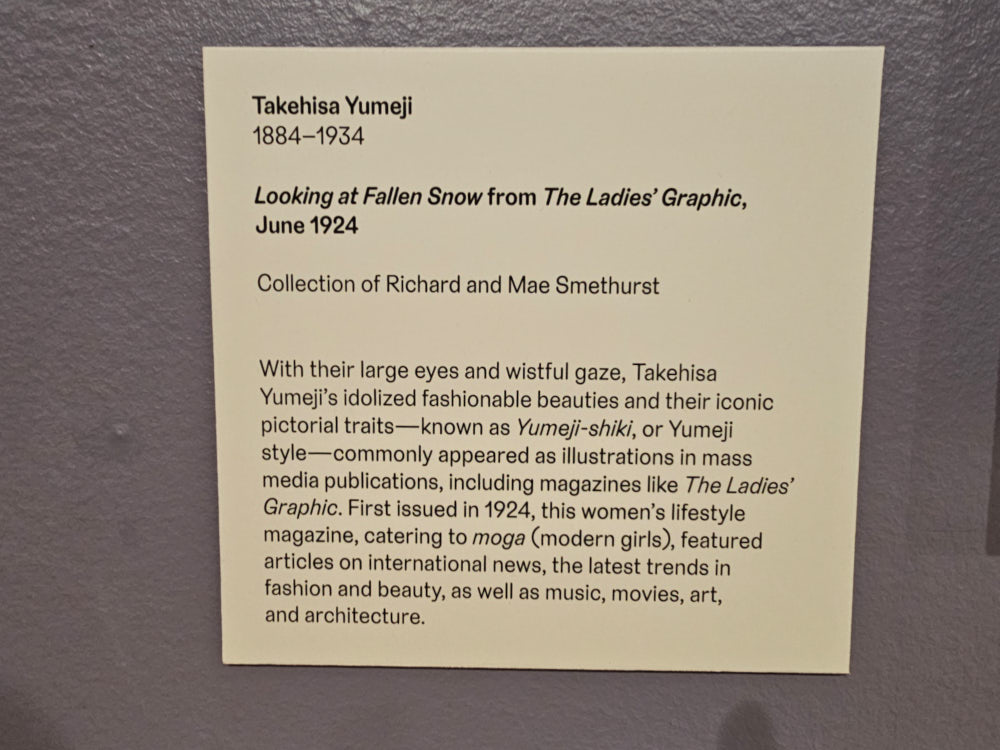 Takehisa Yumeji
1884–1934
Looking at Fallen Snow from The Ladies’ Graphic,
June 1924
Collection of Richard and Mae Smethurst
With their large eyes and wistful gaze, Takehisa
Yumeji’s idolized fashionable beauties and their iconic
pictorial traits—known as Yumeji-shiki, or Yumeji
style—commonly appeared as illustrations in mass
media publications, including magazines like The Ladies’
Graphic. First issued in 1924, this women’s lifestyle
magazine, catering to moga (modern girls), featured
articles on international news, the latest trends in
fashion and beauty, as well as music, movies, art,
and architecture.